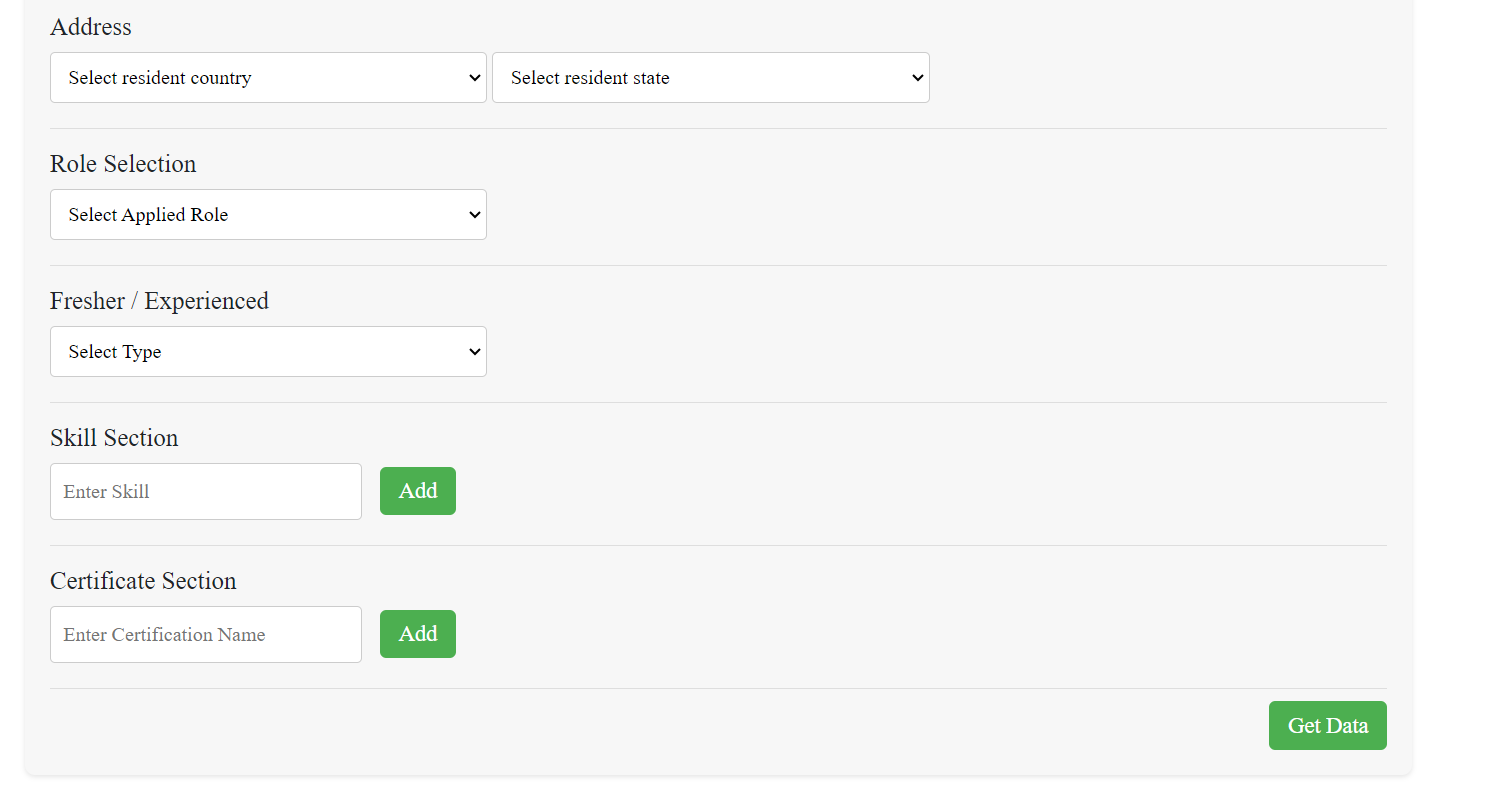 Address
Select resident country
Select resident state
Role Selection
Select Applied Role
Fresher / Experienced
Select Type
Skill Section
Enter Skill
Add
Certificate Section
Enter Certification Name
Add
Get Data